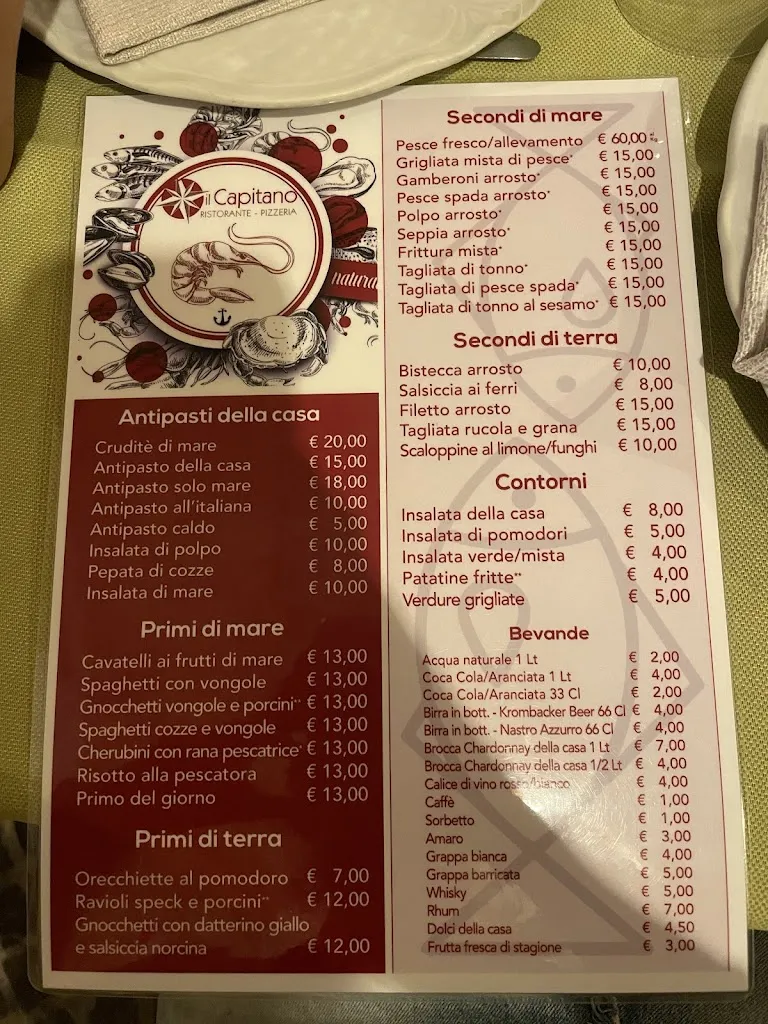 il Capitano
RISTORANTE - PIZZERIA
natura
Antipasti della casa
Cruditè di mare € 20,00
Antipasto della casa € 15,00
Antipasto solo mare € 18,00
Antipasto all'italiana € 10,00
Antipasto caldo € 5,00
Insalata di polpo € 10,00
Pepata di cozze € 8,00
Insalata di mare € 10,00
Primi di mare
Cavatelli ai frutti di mare € 13,00
Spaghetti con vongole € 13,00
Gnocchetti vongole e porcini** € 13,00
Spaghetti cozze e vongole € 13,00
Cherubini con rana pescatrice* € 13,00
Risotto alla pescatora € 13,00
Primo del giorno € 13,00
Primi di terra
Orecchiette al pomodoro € 7,00
Ravioli speck e porcini** € 12,00
Gnocchetti con datterino giallo
e salsiccia norcina € 12,00
Secondi di mare
Pesce fresco/allevamento € 60,00 al Kg
Grigliata mista di pesce* € 15,00
Gamberoni arrosto* € 15,00
Pesce spada arrosto* € 15,00
Polpo arrosto* € 15,00
Seppia arrosto* € 15,00
Frittura mista* € 15,00
Tagliata di tonno* € 15,00
Tagliata di pesce spada* € 15,00
Tagliata di tonno al sesamo* € 15,00
Secondi di terra
Bistecca arrosto € 10,00
Salsiccia ai ferri € 8,00
Filetto arrosto € 15,00
Tagliata rucola e grana € 15,00
Scaloppine al limone/funghi € 10,00
Contorni
Insalata della casa € 8,00
Insalata di pomodori € 5,00
Insalata verde/mista € 4,00
Patatine fritte** € 4,00
Verdure grigliate € 5,00
Bevande
Acqua naturale 1 Lt € 2,00
Coca Cola/Aranciata 1 Lt € 4,00
Coca Cola/Aranciata 33 Cl € 2,00
Birra in bott. - Krombacker Beer 66 Cl € 4,00
Birra in bott. - Nastro Azzurro 66 Cl € 4,00
Brocca Chardonnay della casa 1 Lt € 7,00
Brocca Chardonnay della casa 1/2 Lt € 4,00
Calice di vino rosso/bianco € 4,00
Caffè € 1,00
Sorbetto € 1,00
Amaro € 3,00
Grappa bianca € 4,00
Grappa barricata € 5,00
Whisky € 5,00
Rhum € 7,00
Dolci della casa € 4,50
Frutta fresca di stagione € 3,00